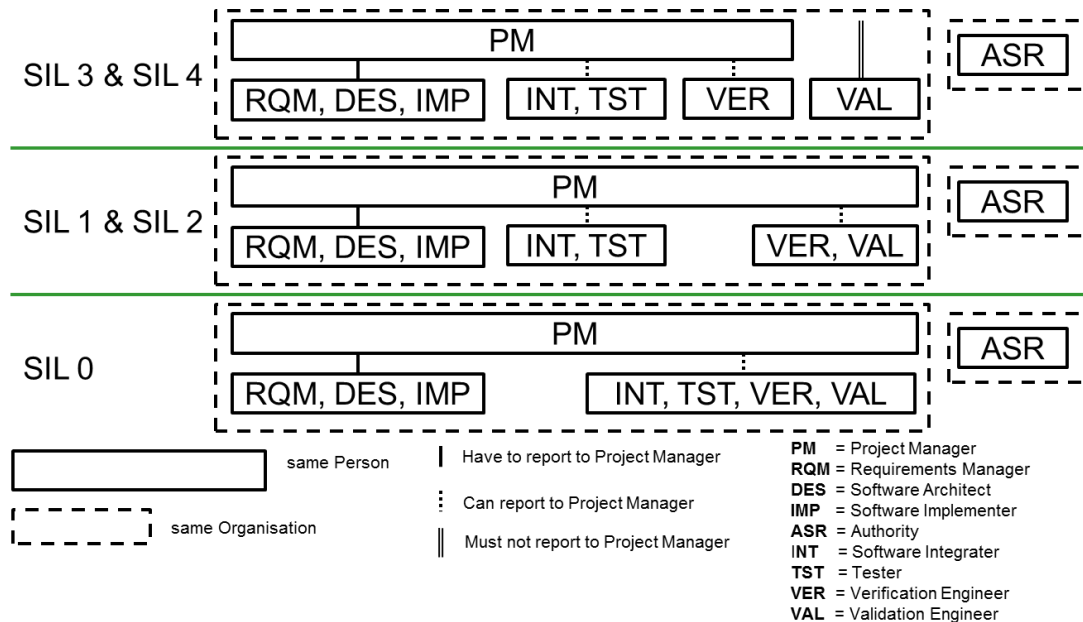 PM
ASR
SIL 3 & SIL 4
RQM, DES, IMP
INT, TST
VER
VAL
PM
ASR
SIL 1 & SIL 2
RQM, DES, IMP
INT, TST
VER, VAL
PM
ASR
SIL 0
RQM, DES, IMP
INT, TST, VER, VAL
same Person
same Organisation
Have to report to Project Manager
Can report to Project Manager
Must not report to Project Manager
PM = Project Manager
RQM = Requirements Manager
DES = Software Architect
IMP = Software Implementer
ASR = Authority
INT = Software Integrater
TST = Tester
VER = Verification Engineer
VAL = Validation Engineer